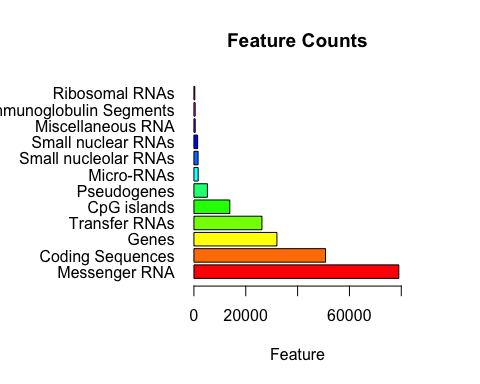 Feature Counts
Ribosomal RNAs
mmunoglobulin Segments
Miscellaneous RNA
Small nuclear RNAs
Small nucleolar RNAs
Micro-RNAs
Pseudogenes
CpG islands
Transfer RNAs
Genes
Coding Sequences
Messenger RNA
0 20000 60000
Feature